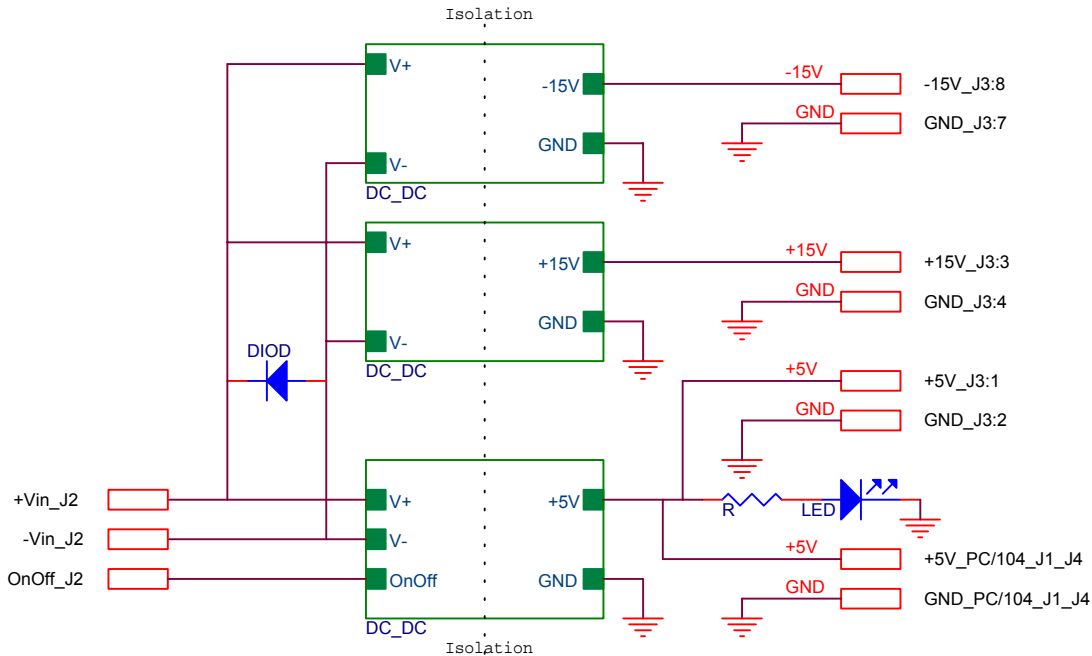 Isolation
V+
-15V
-15V
-15V_J3:8
GND
GND_J3:7
GND
V-
DC_DC
V+
+15V
+15V
+15V_J3:3
GND
GND_J3:4
GND
V-
DC_DC
DIOD
+5V
+5V_J3:1
GND
GND_J3:2
+Vin_J2
V+
+5V
R
LED
-Vin_J2
V-
+5V
+5V_PC/104_J1_J4
OnOff_J2
OnOff
GND
GND
GND_PC/104_J1_J4
DC_DC
Isolation